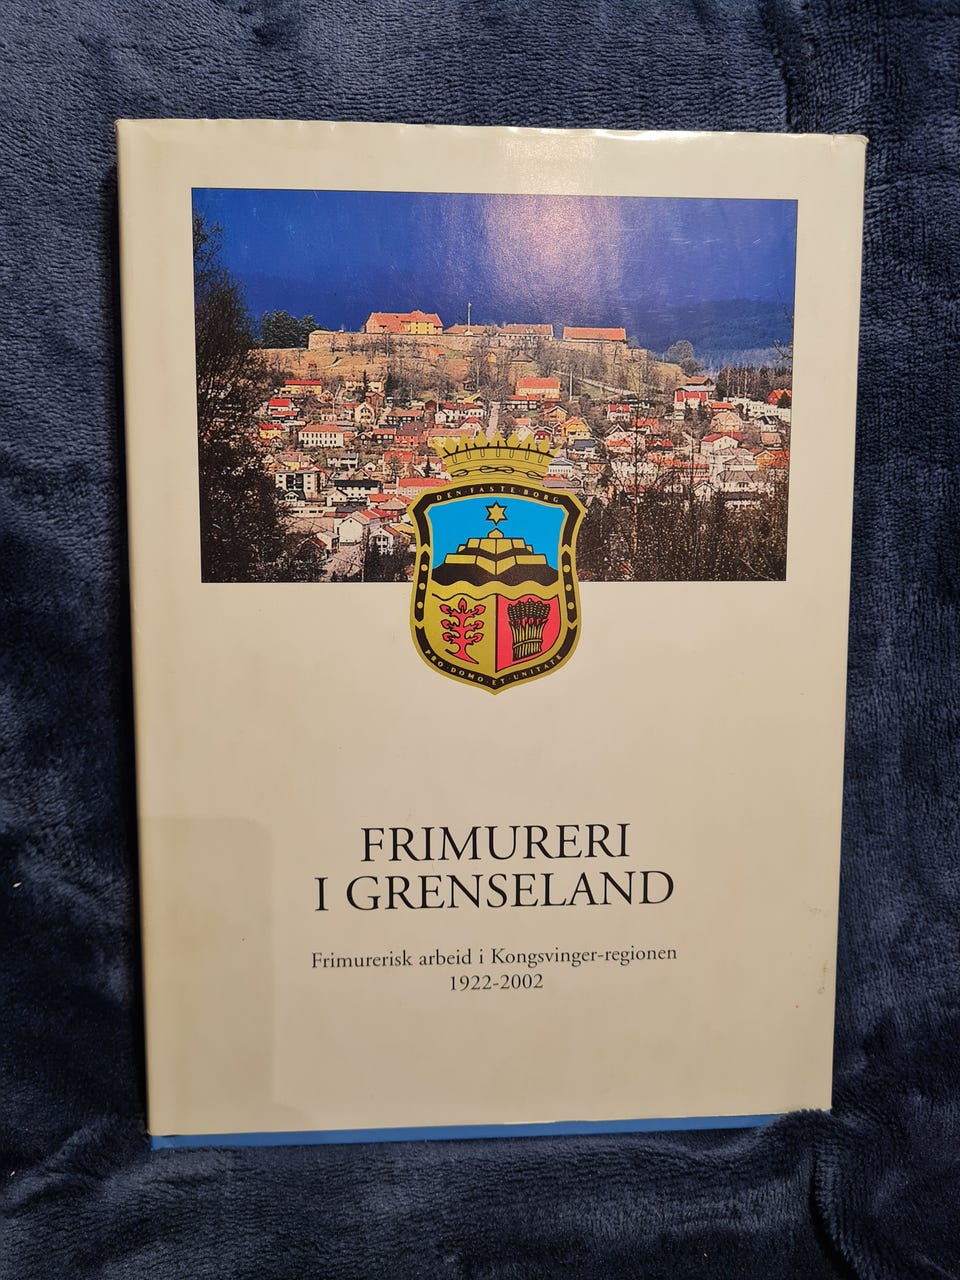 DEN · FASTE · BORG
PRO · DOMO · ET · UNITATE
FRIMURERI
I GRENSELAND
Frimurerisk arbeid i Kongsvinger-regionen
1922-2002